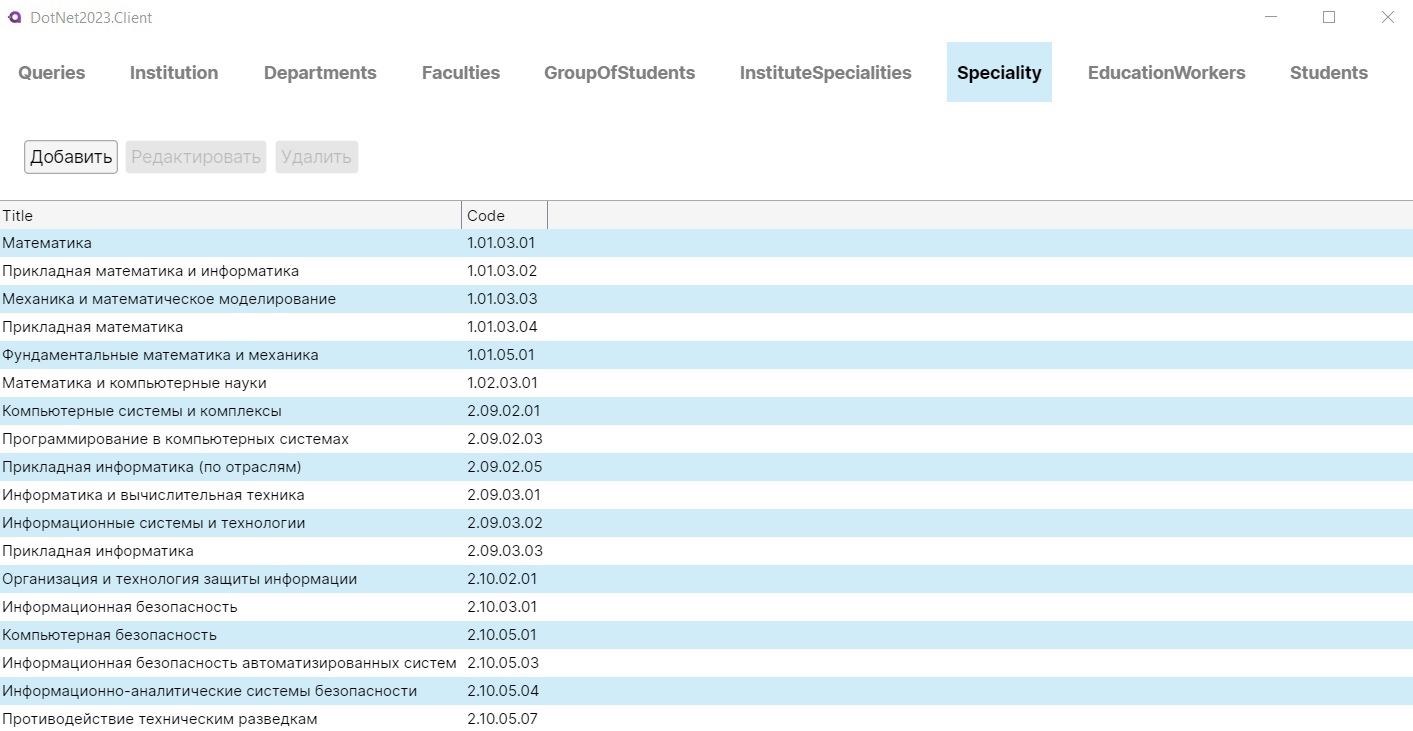 DotNet2023.Client
Queries Institution Departments Faculties GroupOfStudents InstituteSpecialities Speciality EducationWorkers Students
Добавить Редактировать Удалить
Title Code
Математика 1.01.03.01
Прикладная математика и информатика 1.01.03.02
Механика и математическое моделирование 1.01.03.03
Прикладная математика 1.01.03.04
Фундаментальные математика и механика 1.01.05.01
Математика и компьютерные науки 1.02.03.01
Компьютерные системы и комплексы 2.09.02.01
Программирование в компьютерных системах 2.09.02.03
Прикладная информатика (по отраслям) 2.09.02.05
Информатика и вычислительная техника 2.09.03.01
Информационные системы и технологии 2.09.03.02
Прикладная информатика 2.09.03.03
Организация и технология защиты информации 2.10.02.01
Информационная безопасность 2.10.03.01
Компьютерная безопасность 2.10.05.01
Информационная безопасность автоматизированных систем 2.10.05.03
Информационно-аналитические системы безопасности 2.10.05.04
Противодействие техническим разведкам 2.10.05.07